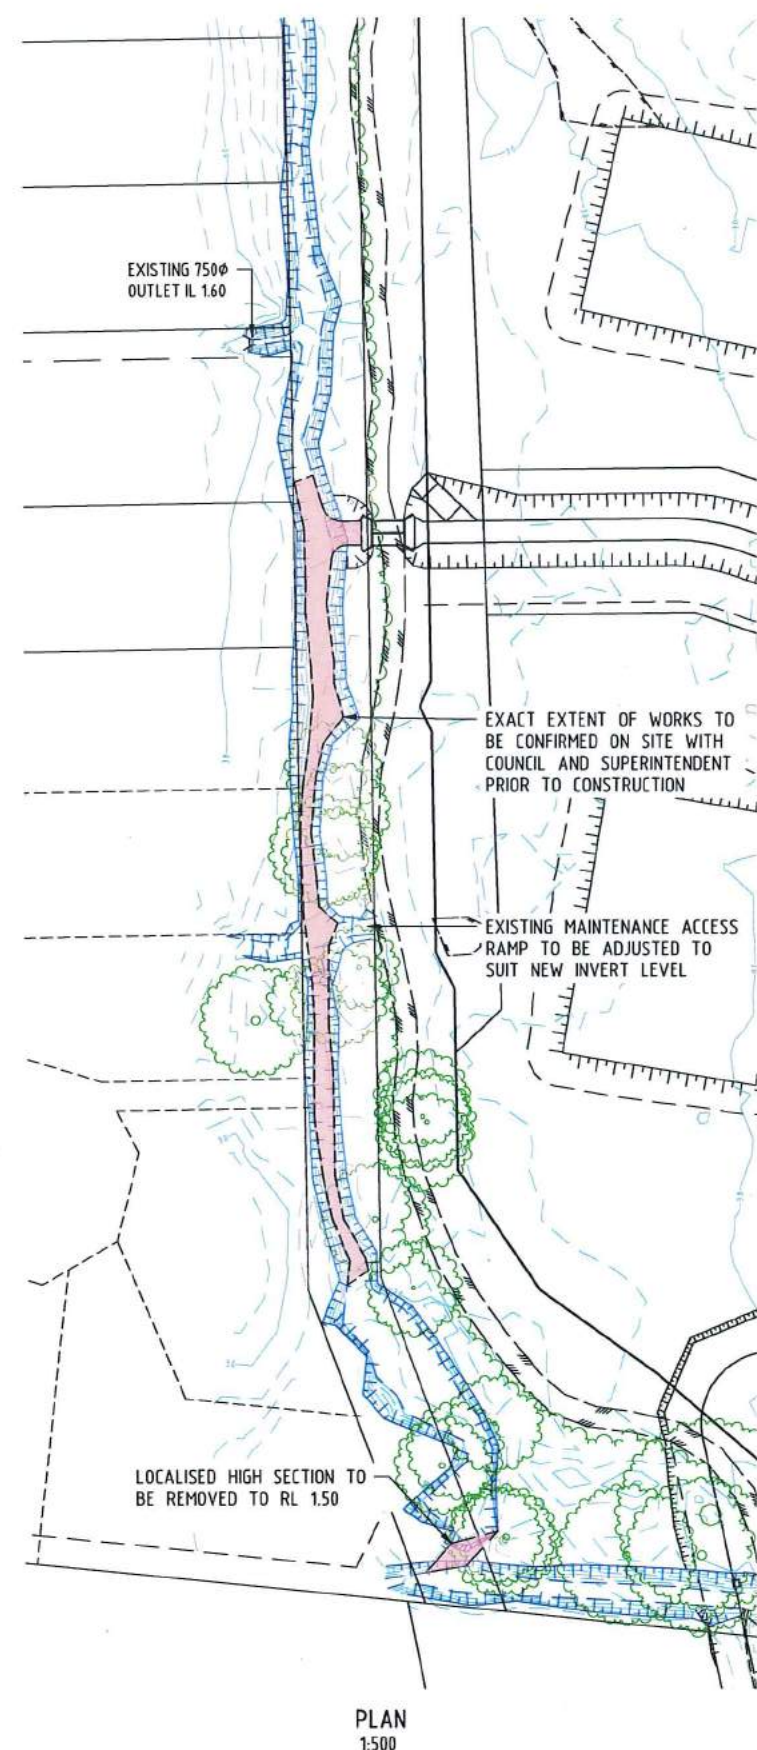 EXISTING 750ϕ
OUTLET IL 1.60
EXACT EXTENT OF WORKS TO
BE CONFIRMED ON SITE WITH
COUNCIL AND SUPERINTENDENT
PRIOR TO CONSTRUCTION
EXISTING MAINTENANCE ACCESS
RAMP TO BE ADJUSTED TO
SUIT NEW INVERT LEVEL
LOCALISED HIGH SECTION TO
BE REMOVED TO RL 1.50
PLAN
1:500